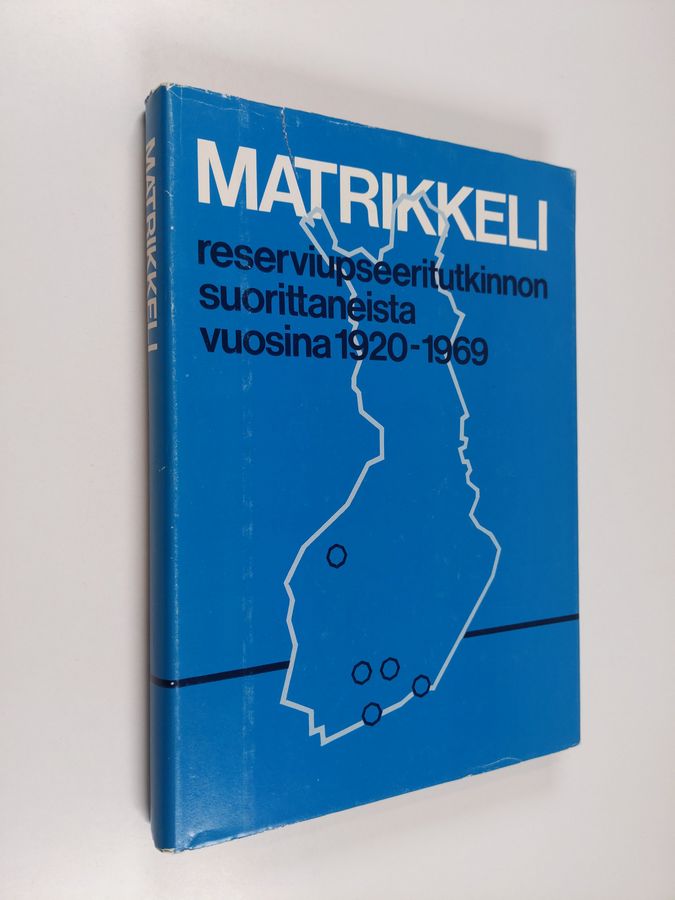 MATRIKKELI
MATRIKKELI
reserviupseeritutkinnon
suorittaneista
vuosina 1920-1969